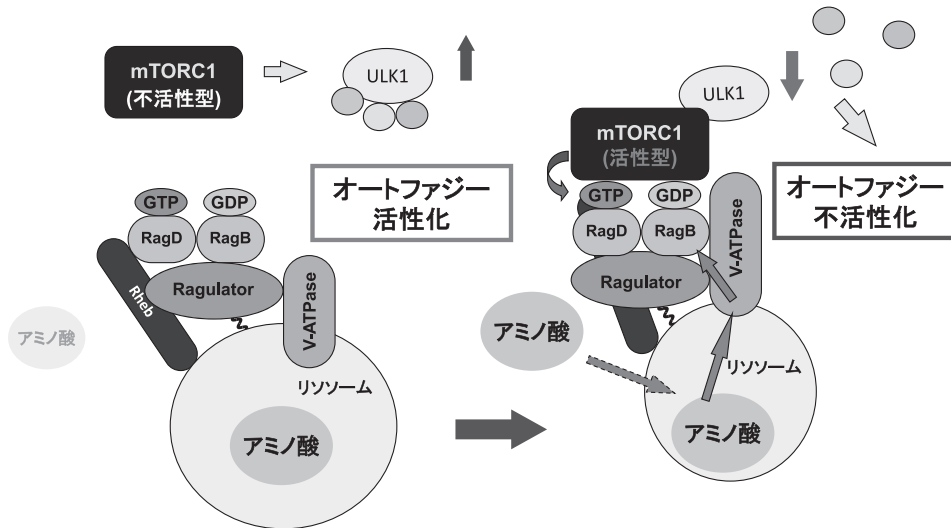 mTORC1
(不活性型)
ULK1
オートファジー
活性化
GTP
GDP
RagD
RagB
Ragulator
Rheb
V-ATPase
アミノ酸
リソソーム
アミノ酸
ULK1
mTORC1
(活性型)
オートファジー
不活性化
GTP
GDP
RagD
RagB
Ragulator
V-ATPase
アミノ酸
リソソーム
アミノ酸